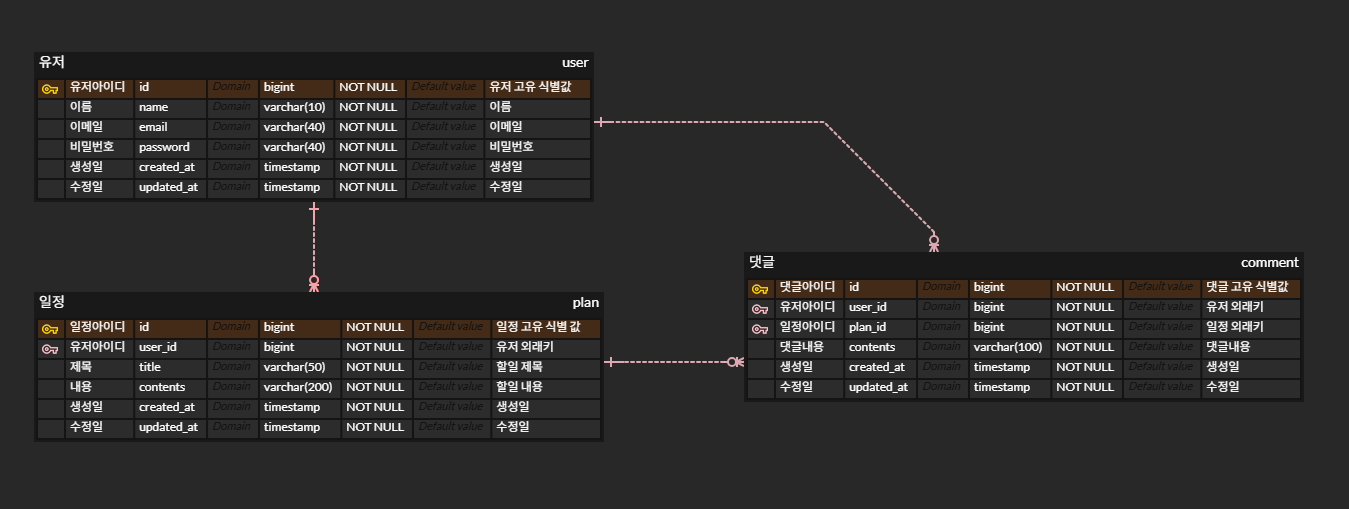 유저 user
유저아이디 id Domain bigint NOT NULL Default value 유저 고유 식별값
이름 name Domain varchar(10) NOT NULL Default value 이름
이메일 email Domain varchar(40) NOT NULL Default value 이메일
비밀번호 password Domain varchar(40) NOT NULL Default value 비밀번호
생성일 created_at Domain timestamp NOT NULL Default value 생성일
수정일 updated_at Domain timestamp NOT NULL Default value 수정일
일정 plan
일정아이디 id Domain bigint NOT NULL Default value 일정 고유 식별 값
유저아이디 user_id Domain bigint NOT NULL Default value 유저 외래키
제목 title Domain varchar(50) NOT NULL Default value 할일 제목
내용 contents Domain varchar(200) NOT NULL Default value 할일 내용
생성일 created_at Domain timestamp NOT NULL Default value 생성일
수정일 updated_at Domain timestamp NOT NULL Default value 수정일
댓글 comment
댓글아이디 id Domain bigint NOT NULL Default value 댓글 고유 식별값
유저아이디 user_id Domain bigint NOT NULL Default value 유저 외래키
일정아이디 plan_id Domain bigint NOT NULL Default value 일정 외래키
댓글내용 contents Domain varchar(100) NOT NULL Default value 댓글내용
생성일 created_at Domain timestamp NOT NULL Default value 생성일
수정일 updated_at Domain timestamp NOT NULL Default value 수정일